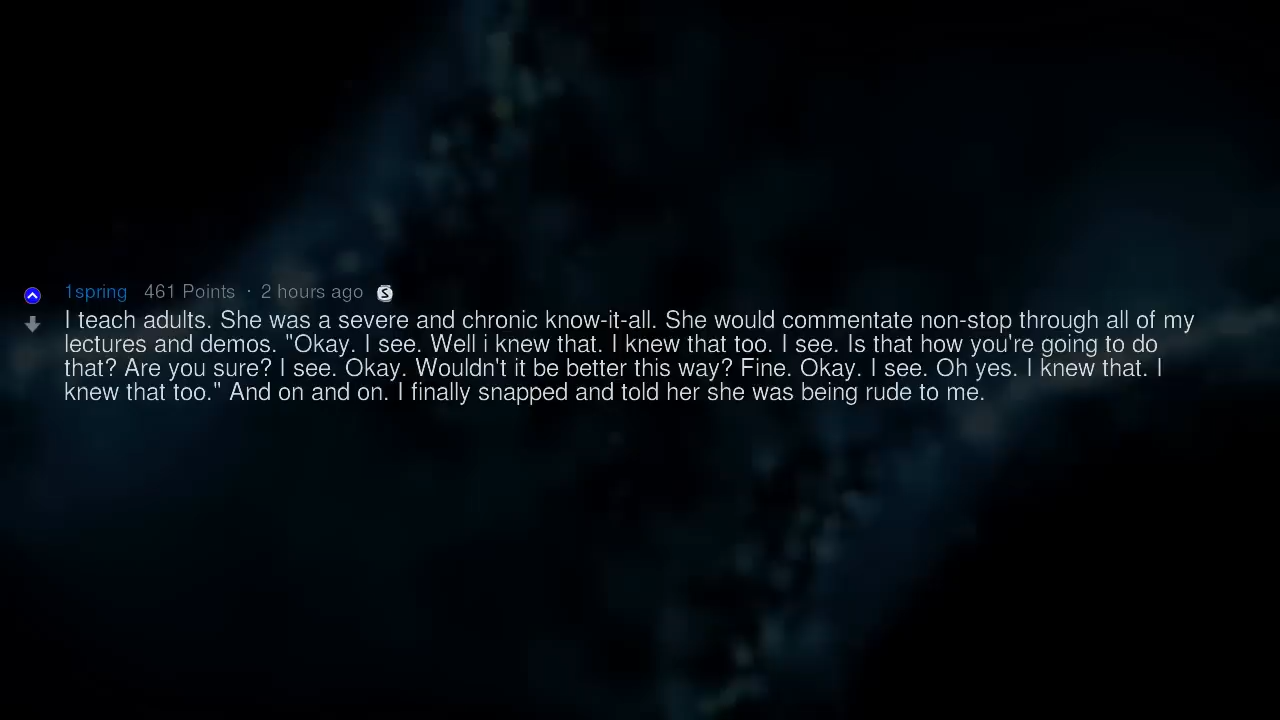 1spring 461 Points · 2 hours ago S
I teach adults. She was a severe and chronic know-it-all. She would commentate non-stop through all of my
lectures and demos. "Okay. I see. Well i knew that. I knew that too. I see. Is that how you're going to do
that? Are you sure? I see. Okay. Wouldn't it be better this way? Fine. Okay. I see. Oh yes. I knew that. I
knew that too." And on and on. I finally snapped and told her she was being rude to me.